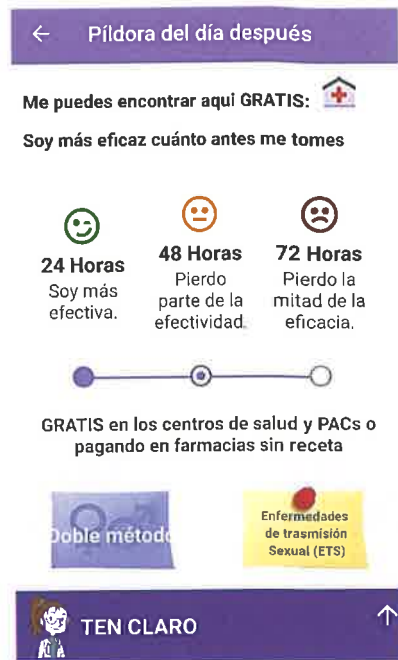 Píldora del día después
Me puedes encontrar aqui GRATIS:
Soy más eficaz cuánto antes me tomes
24 Horas
Soy más
efectiva.
48 Horas
Pierdo
parte de la
efectividad.
72 Horas
Pierdo la
mitad de la
eficacia.
GRATIS en los centros de salud y PACs o
pagando en farmacias sin receta
Doble método
Enfermedades
de trasmisión
Sexual (ETS)
TEN CLARO